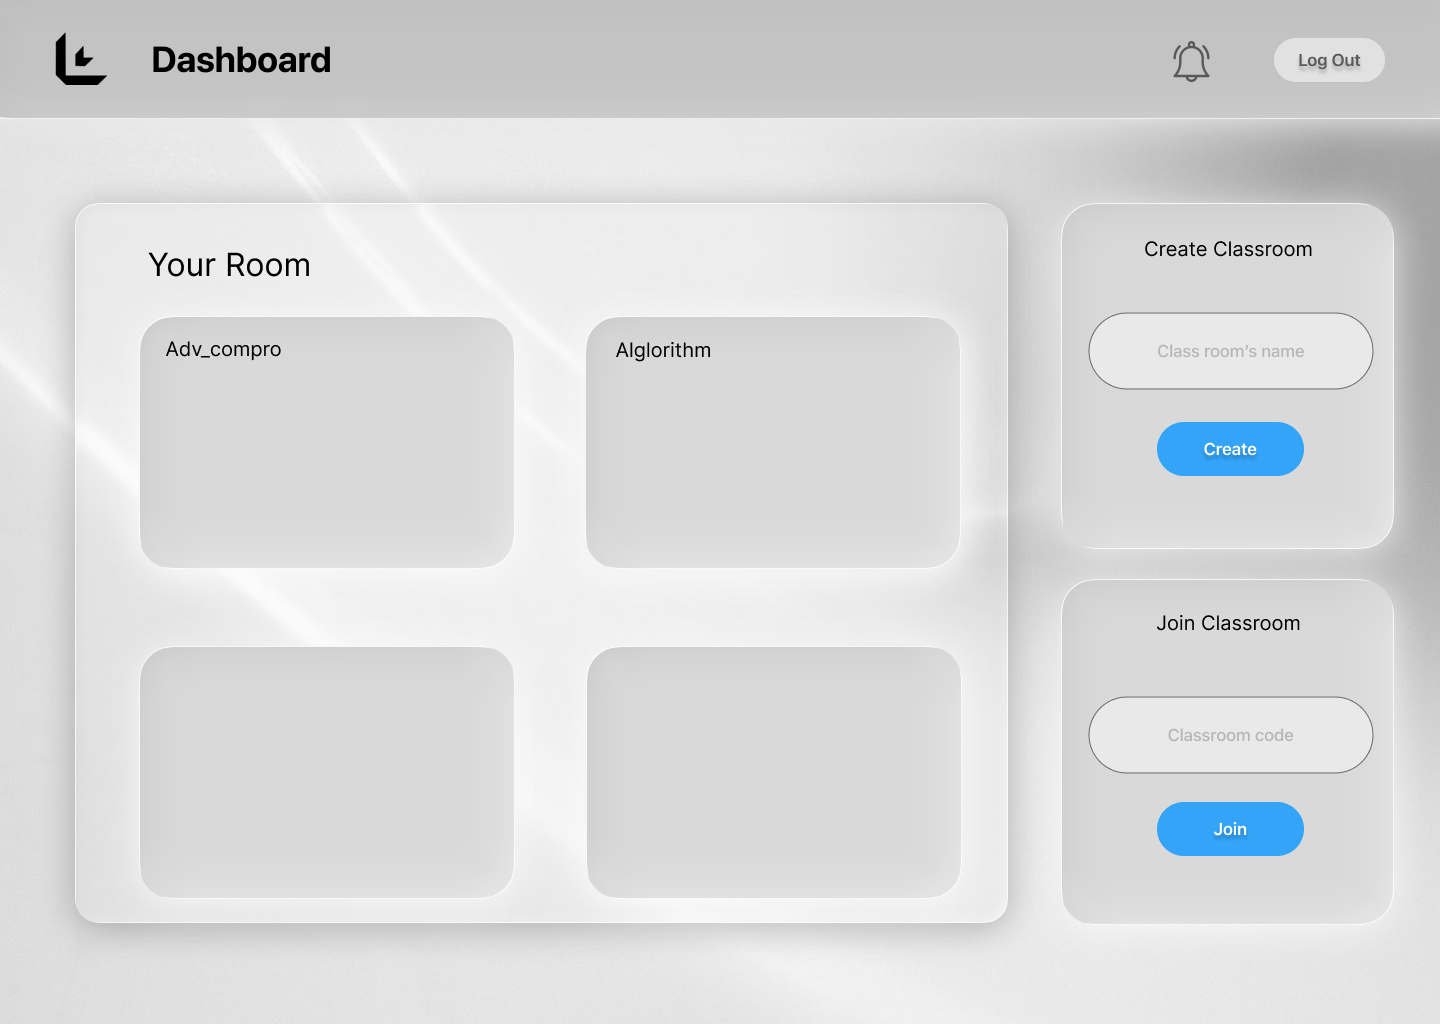 Dashboard
Log Out
Your Room
Adv_compro
Alglorithm
Create Classroom
Class room's name
Create
Join Classroom
Classroom code
Join